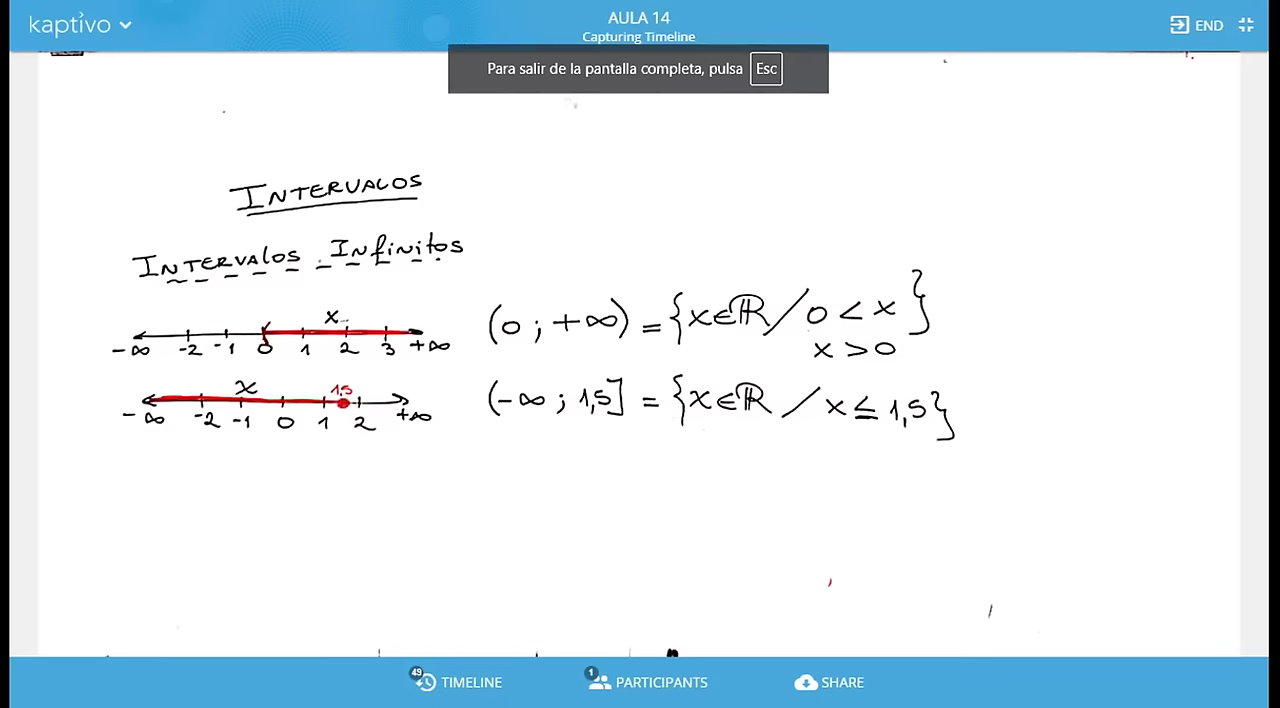 kaptivo
AULA 14
Capturing Timeline
END
Para salir de la pantalla completa, pulsa Esc
INTERVALOS
INTERVALOS INfiNitos
x
-∞ -2 -1 0 1 2 3 +∞
(0 ; +∞) = {x∈ℝ / 0 < x}
x > 0
x 1,5
-∞ -2 -1 0 1 2 +∞
(-∞ ; 1,5] = {x∈ℝ / x ≤ 1,5}
49 TIMELINE
1 PARTICIPANTS
SHARE